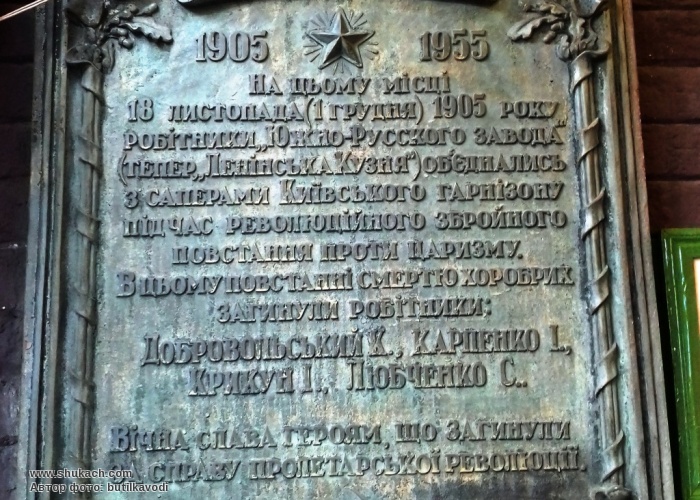 1905 1955
На цьому місці
18 листопада (1 грудня) 1905 року
робітники „Южно-Русского завода"
(тепер „Ленінська Кузня") об'єднались
з саперами Київського гарнізону
під час революційного збройного
повстання проти царизму.
В цьому повстанні смертю хоробрих
загинули робітники:
Добровольський К., Карпенко І.,
Крикун І., Любченко С..
Вічна слава героям, що загинули
за справу пролетарської революції.
www.shukach.com
Автор фото: butilkavodi